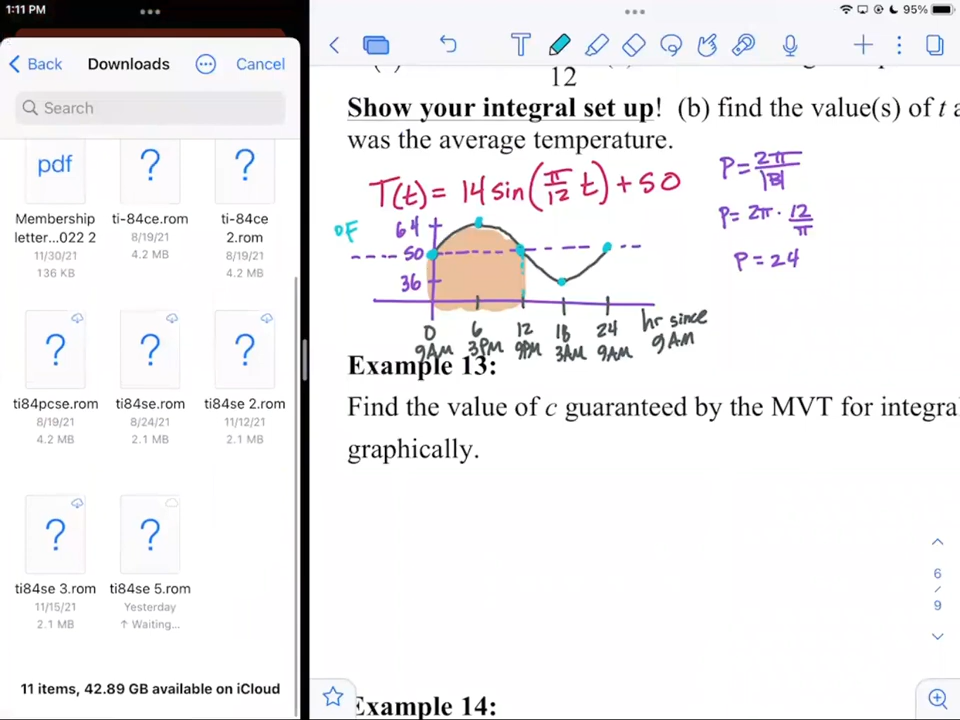 1:11 PM
95%
Back
Downloads
Cancel
Search
pdf
?
?
Membership
letter...022 2
11/30/21
136 KB
ti-84ce.rom
8/19/21
4.2 MB
ti-84ce
2.rom
8/19/21
4.2 MB
?
?
?
ti84pcse.rom
8/19/21
4.2 MB
ti84se.rom
8/24/21
2.1 MB
ti84se 2.rom
11/12/21
2.1 MB
?
?
ti84se 3.rom
11/15/21
2.1 MB
ti84se 5.rom
Yesterday
↑ Waiting...
11 items, 42.89 GB available on iCloud
T
12
Show your integral set up! (b) find the value(s) of t a
was the average temperature.
T(t) = 14 sin(π/12 t) + 50
P = 2π/|B|
P = 2π · 12/π
P = 24
°F
64
50
36
0 6 12 18 24
9AM 3PM 9PM 3AM 9AM
hr since
9AM
Example 13:
Find the value of c guaranteed by the MVT for integral
graphically.
6
/
9
Example 14: